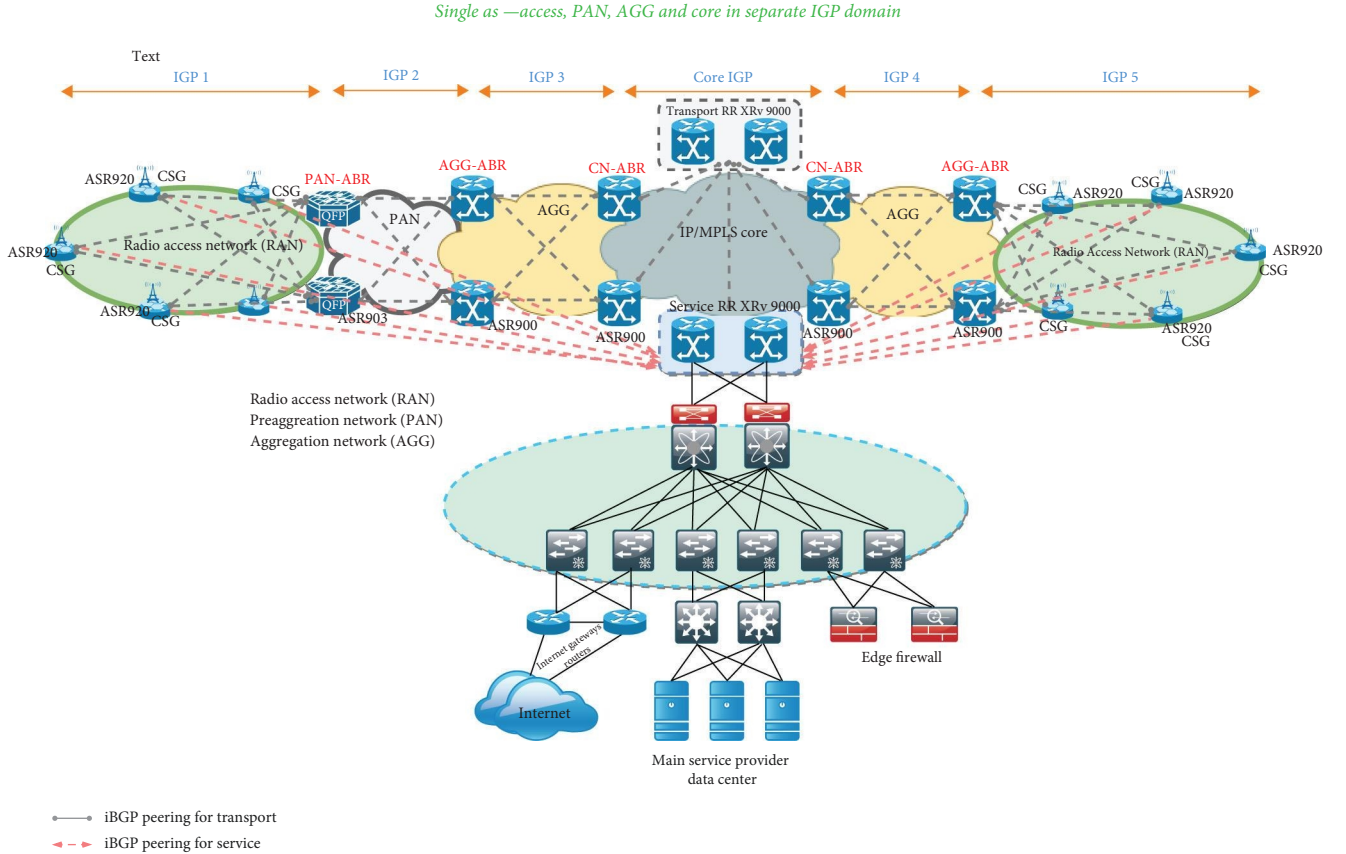 Single as —access, PAN, AGG and core in separate IGP domain
Text
IGP 1
IGP 2
IGP 3
Core IGP
IGP 4
IGP 5
Transport RR XRv 9000
ASR920
CSG
CSG
PAN-ABR
AGG-ABR
CN-ABR
CN-ABR
AGG-ABR
CSG
ASR920
CSG
ASR920
QFP
PAN
AGG
IP/MPLS core
AGG
ASR920
CSG
Radio access network (RAN)
Radio Access Network (RAN)
ASR920
CSG
QFP
ASR920
CSG
ASR903
ASR900
ASR900
Service RR XRv 9000
ASR900
ASR900
CSG
ASR920
CSG
Radio access network (RAN)
Preaggreation network (PAN)
Aggregation network (AGG)
Internet gateways
routers
Internet
Edge firewall
Main service provider
data center
iBGP peering for transport
iBGP peering for service